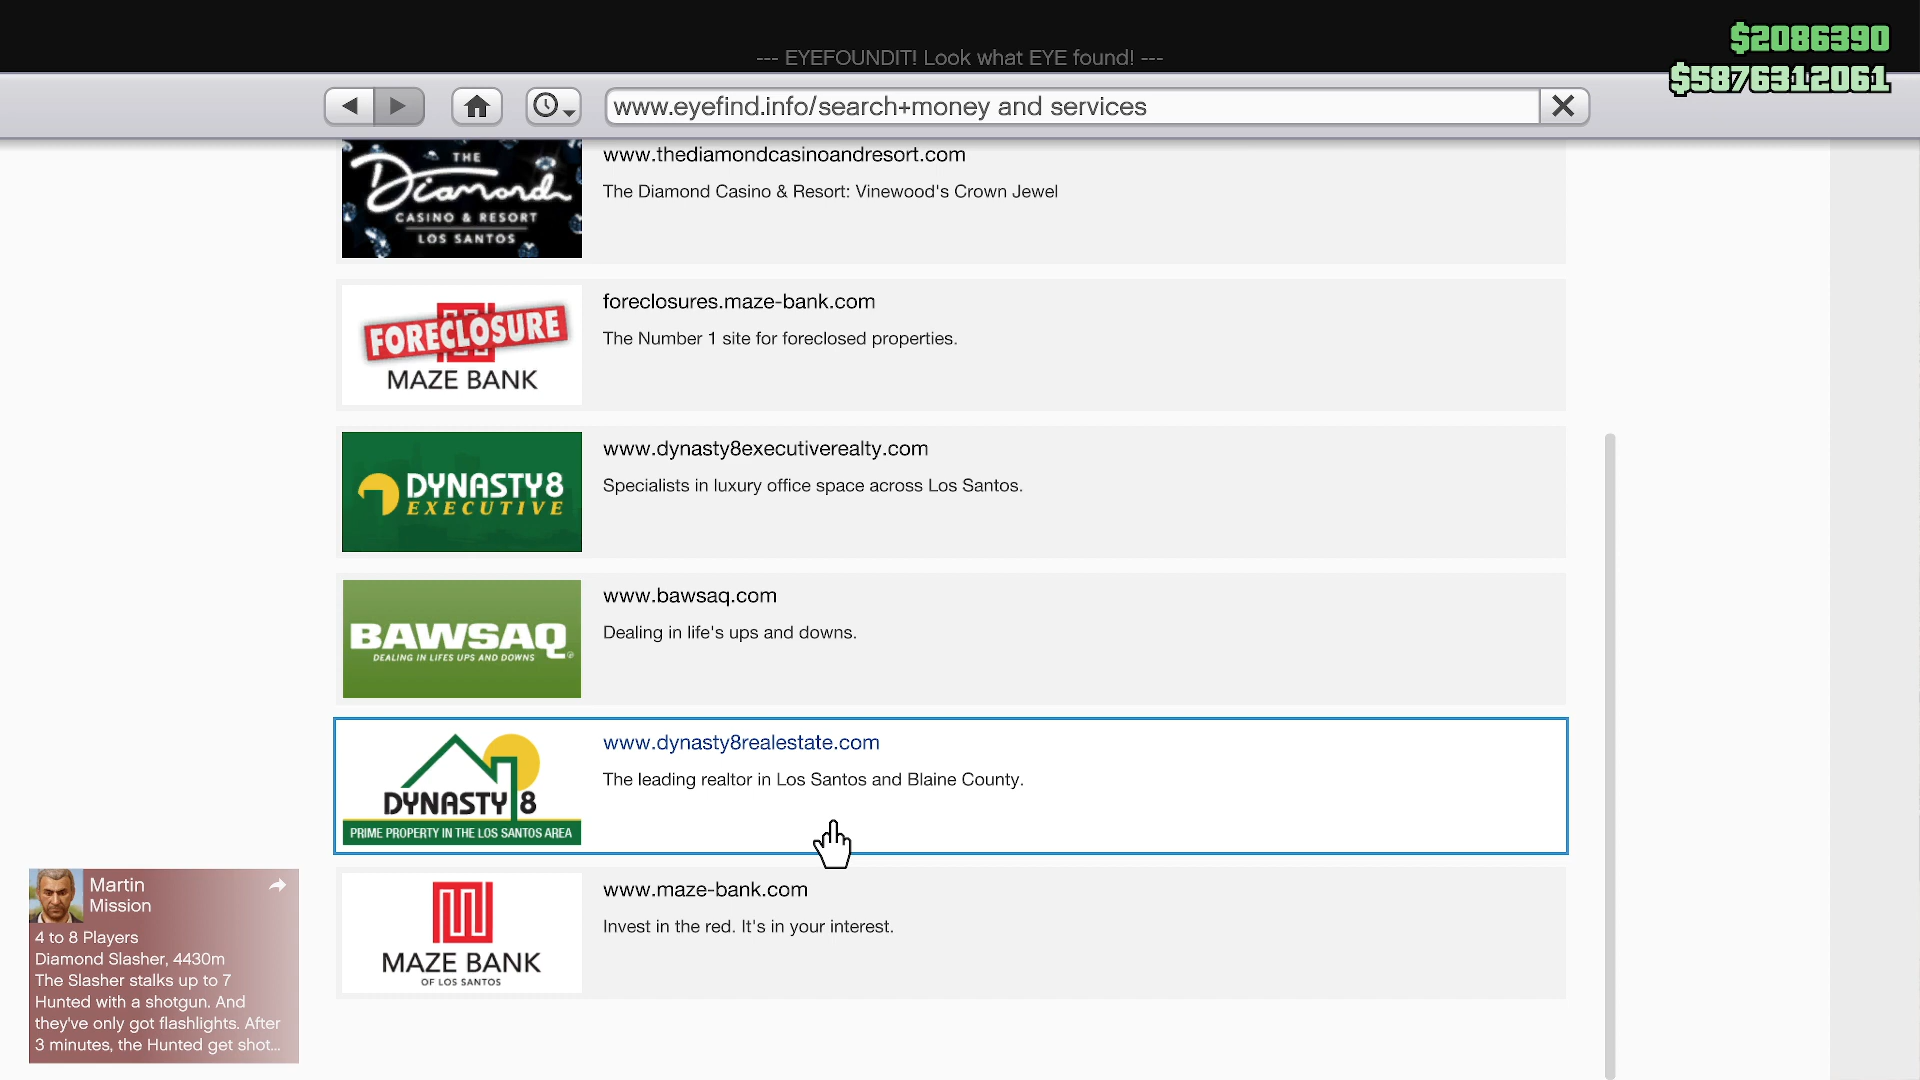 $2086390
--- EYEFOUNDIT! Look what EYE found! ---
$5876312061
www.eyefind.info/search+money and services
THE
Diamond
CASINO & RESORT
LOS SANTOS
www.thediamondcasinoandresort.com
The Diamond Casino & Resort: Vinewood's Crown Jewel
FORECLOSURE
MAZE BANK
foreclosures.maze-bank.com
The Number 1 site for foreclosed properties.
DYNASTY8
EXECUTIVE
www.dynasty8executiverealty.com
Specialists in luxury office space across Los Santos.
BAWSAQ
DEALING IN LIFES UPS AND DOWNS
www.bawsaq.com
Dealing in life's ups and downs.
DYNASTY 8
PRIME PROPERTY IN THE LOS SANTOS AREA
www.dynasty8realestate.com
The leading realtor in Los Santos and Blaine County.
MAZE BANK
OF LOS SANTOS
www.maze-bank.com
Invest in the red. It's in your interest.
Martin
Mission
4 to 8 Players
Diamond Slasher, 4430m
The Slasher stalks up to 7
Hunted with a shotgun. And
they've only got flashlights. After
3 minutes, the Hunted get shot...